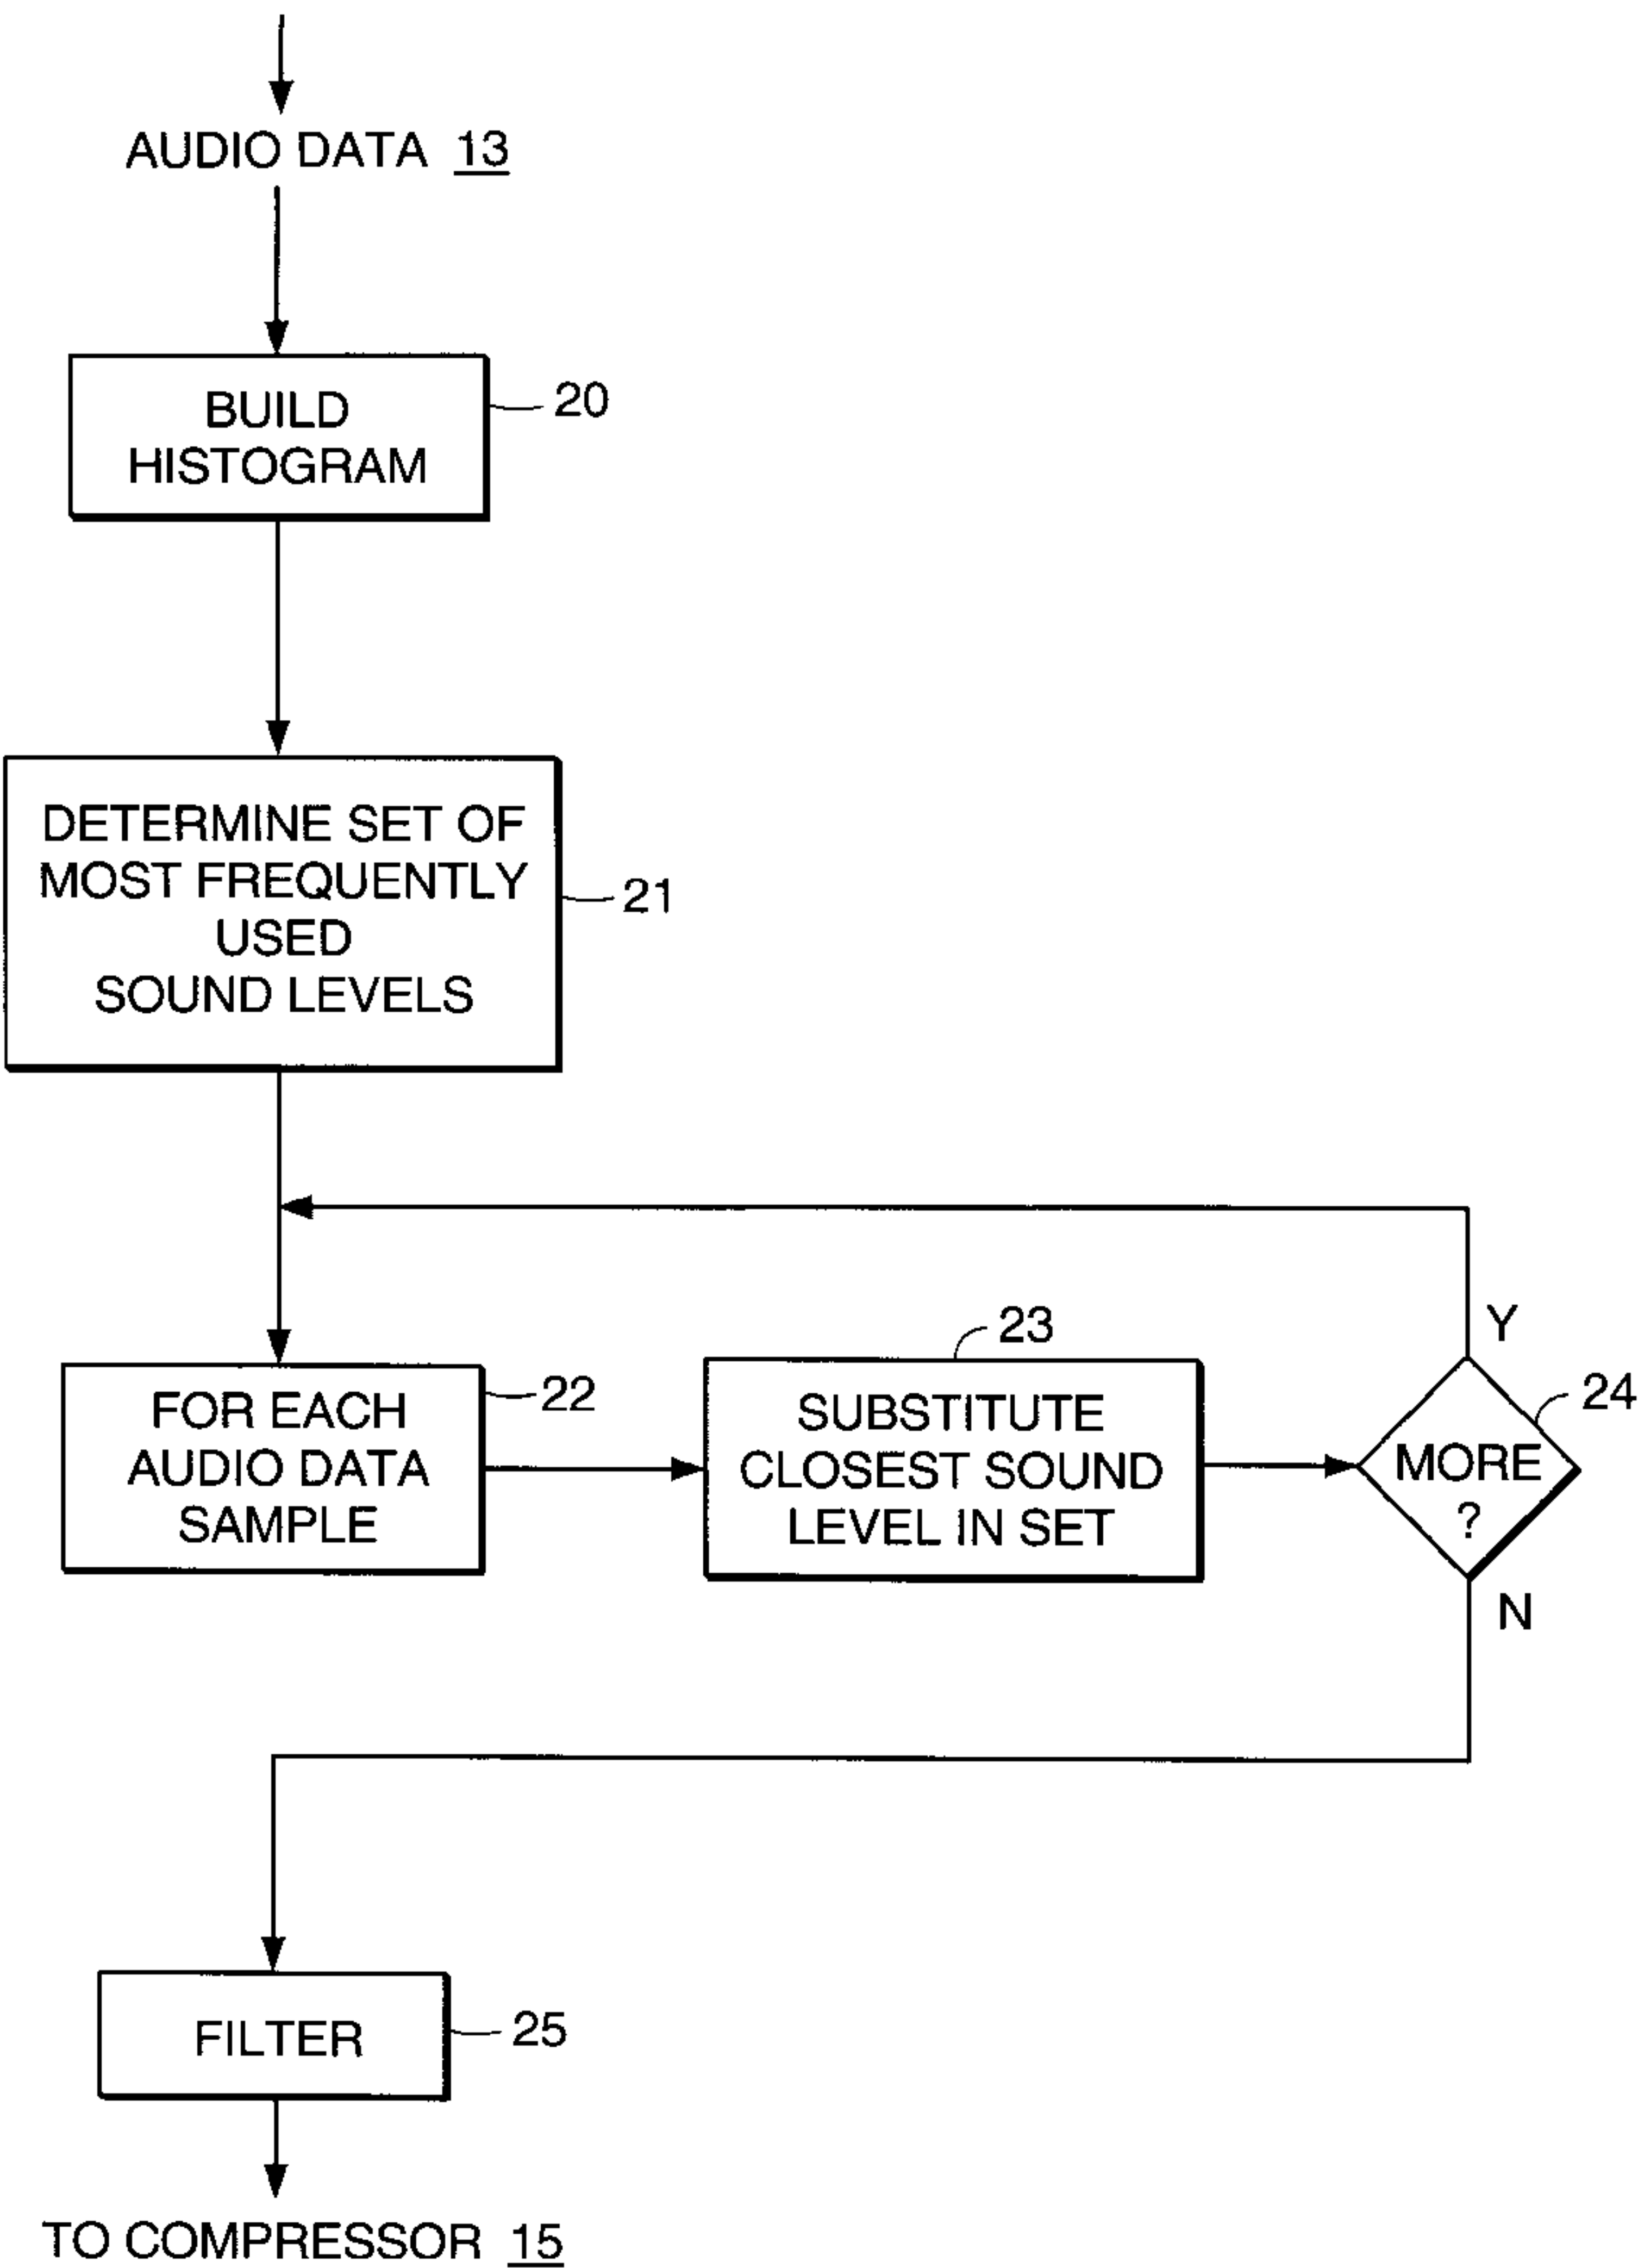 AUDIO DATA 13
BUILD
HISTOGRAM
20
DETERMINE SET OF
MOST FREQUENTLY
USED
SOUND LEVELS
21
FOR EACH
AUDIO DATA
SAMPLE
22
SUBSTITUTE
CLOSEST SOUND
LEVEL IN SET
23
MORE
?
24
Y
N
FILTER
25
TO COMPRESSOR 15